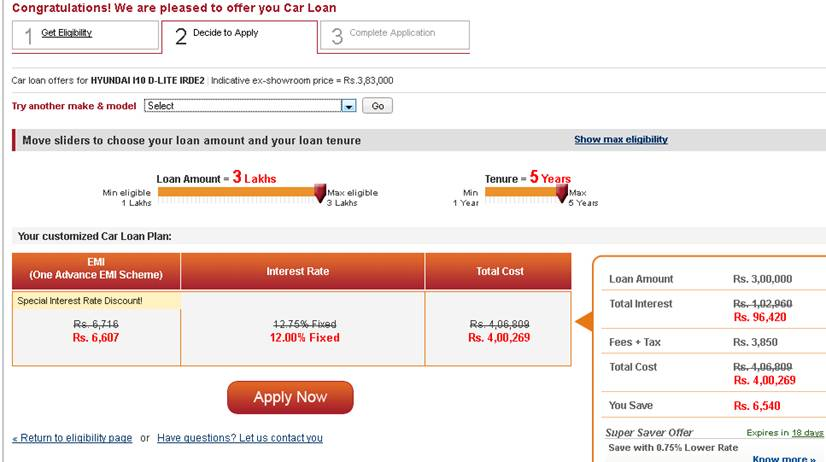 Congratulations! We are pleased to offer you Car Loan
1 Get Eligibility
2 Decide to Apply
3 Complete Application
Car loan offers for HYUNDAI I10 D-LITE IRDE2 | Indicative ex-showroom price = Rs.3,83,000
Try another make & model Select Go
Move sliders to choose your loan amount and your loan tenure Show max eligibility
Loan Amount = 3 Lakhs Tenure = 5 Years
Min eligible Max eligible Min Max
1 Lakhs 3 Lakhs 1 Year 5 Years
Your customized Car Loan Plan:
EMI
(One Advance EMI Scheme) Interest Rate Total Cost
Special Interest Rate Discount!
Rs. 6,716 12.75% Fixed Rs. 4,06,809
Rs. 6,607 12.00% Fixed Rs. 4,00,269
Apply Now
« Return to eligibility page or Have questions? Let us contact you
Loan Amount Rs. 3,00,000
Total Interest Rs. 1,02,960
Rs. 96,420
Fees + Tax Rs. 3,850
Total Cost Rs. 4,06,809
Rs. 4,00,269
You Save Rs. 6,540
Super Saver Offer Expires in 18 days
Save with 0.75% Lower Rate
Know more »